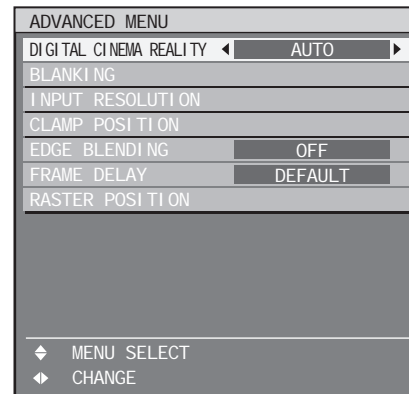 ADVANCED MENU
DIGITAL CINEMA REALITY AUTO
BLANKING
INPUT RESOLUTION
CLAMP POSITION
EDGE BLENDING OFF
FRAME DELAY DEFAULT
RASTER POSITION
MENU SELECT
CHANGE